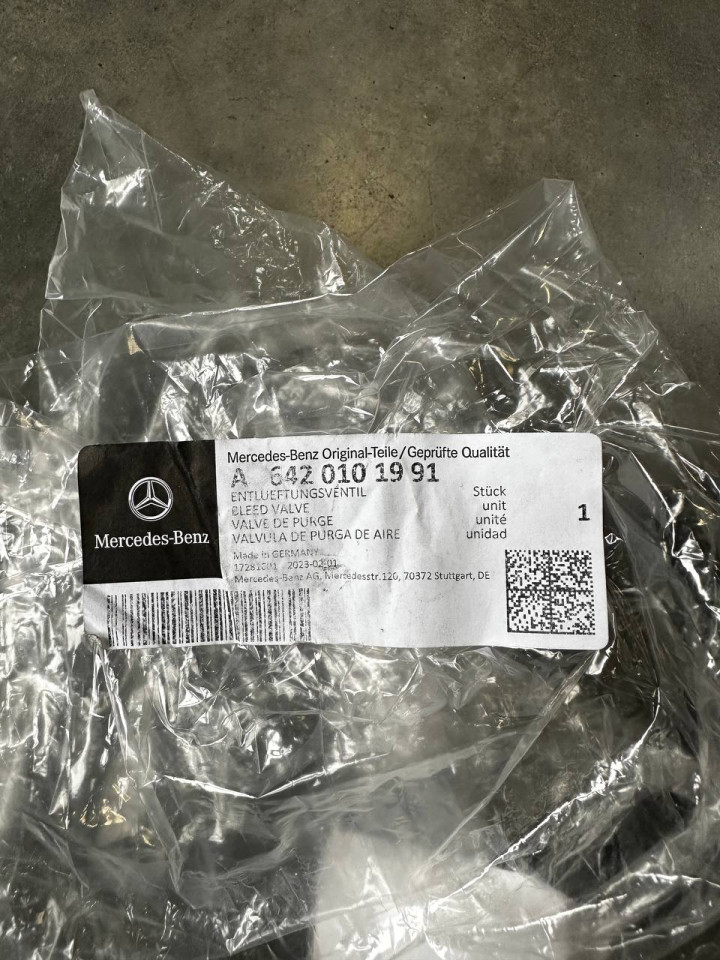 Mercedes-Benz Original-Teile/Geprüfte Qualität
A 642 010 19 91
ENTLUEFTUNGSVENTIL Stück
BLEED VALVE unit
VALVE DE PURGE unité
VALVULA DE PURGA DE AIRE unidad
1
Made in GERMANY
2023-02-01
Mercedes-Benz AG, Mercedesstr.120, 70372 Stuttgart, DE
Mercedes-Benz